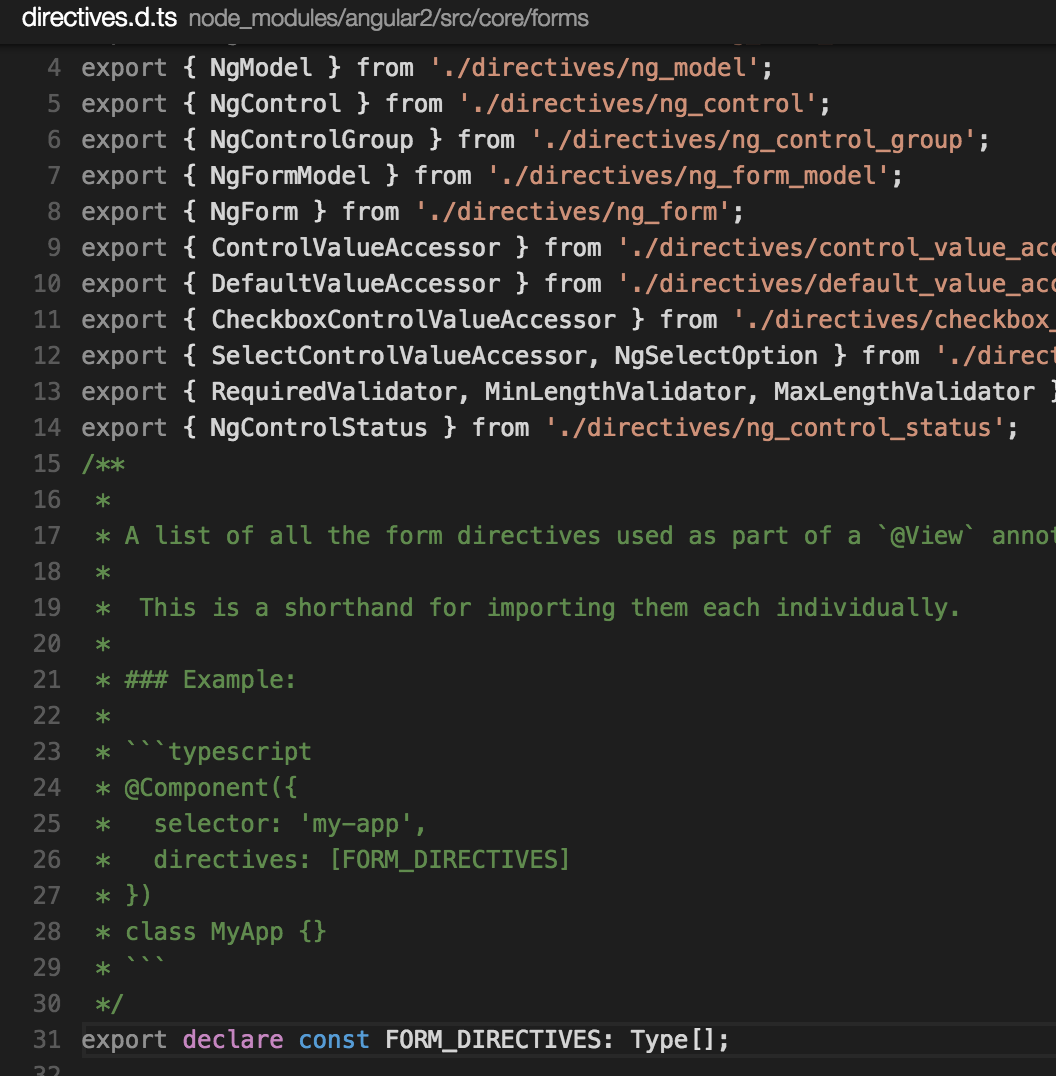 directives.d.ts node_modules/angular2/src/core/forms
4 export { NgModel } from './directives/ng_model';
5 export { NgControl } from './directives/ng_control';
6 export { NgControlGroup } from './directives/ng_control_group';
7 export { NgFormModel } from './directives/ng_form_model';
8 export { NgForm } from './directives/ng_form';
9 export { ControlValueAccessor } from './directives/control_value_acc
10 export { DefaultValueAccessor } from './directives/default_value_acc
11 export { CheckboxControlValueAccessor } from './directives/checkbox_
12 export { SelectControlValueAccessor, NgSelectOption } from './direct
13 export { RequiredValidator, MinLengthValidator, MaxLengthValidator }
14 export { NgControlStatus } from './directives/ng_control_status';
15 /**
16  *
17  * A list of all the form directives used as part of a `@View` annot
18  *
19  *  This is a shorthand for importing them each individually.
20  *
21  * ### Example:
22  *
23  * ```typescript
24  * @Component({
25  *   selector: 'my-app',
26  *   directives: [FORM_DIRECTIVES]
27  * })
28  * class MyApp {}
29  * ```
30  */
31 export declare const FORM_DIRECTIVES: Type[];
32